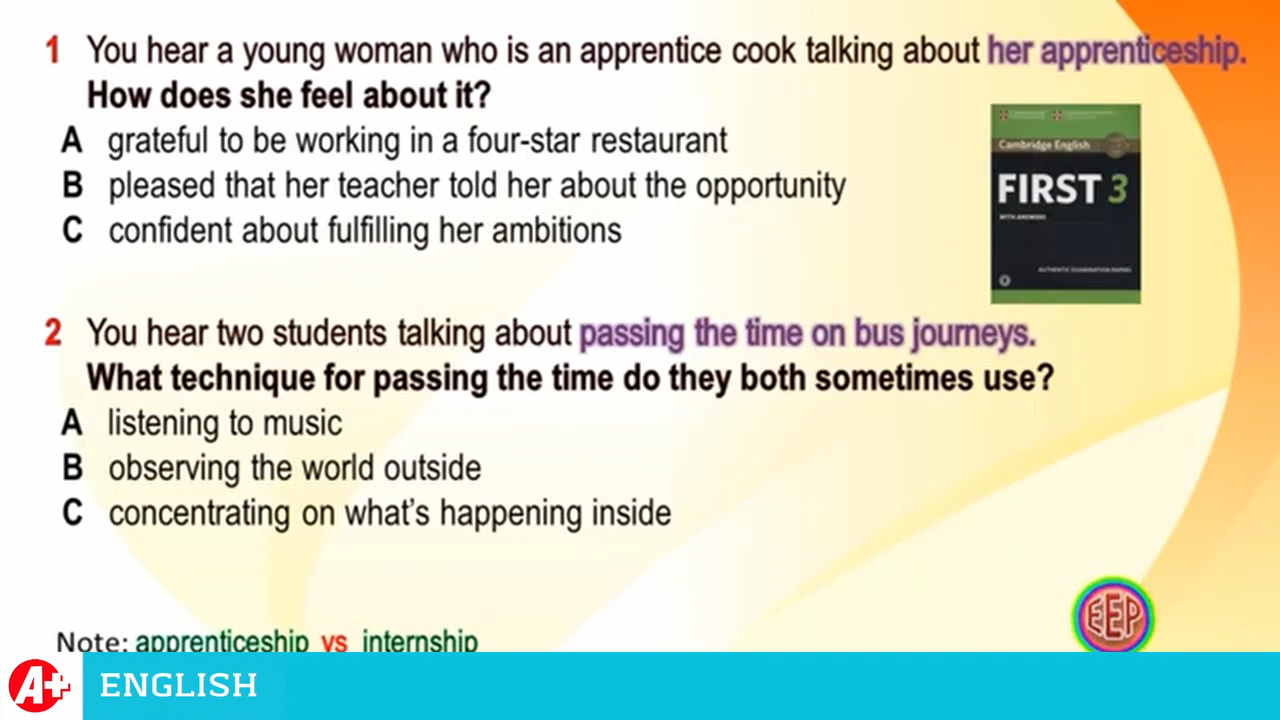 1 You hear a young woman who is an apprentice cook talking about her apprenticeship.
How does she feel about it?
A grateful to be working in a four-star restaurant
B pleased that her teacher told her about the opportunity
C confident about fulfilling her ambitions
Cambridge English
FIRST 3
WITH ANSWERS
AUTHENTIC EXAMINATION PAPERS
2 You hear two students talking about passing the time on bus journeys.
What technique for passing the time do they both sometimes use?
A listening to music
B observing the world outside
C concentrating on what's happening inside
EEP
Note: apprenticeship vs internship
A+ ENGLISH